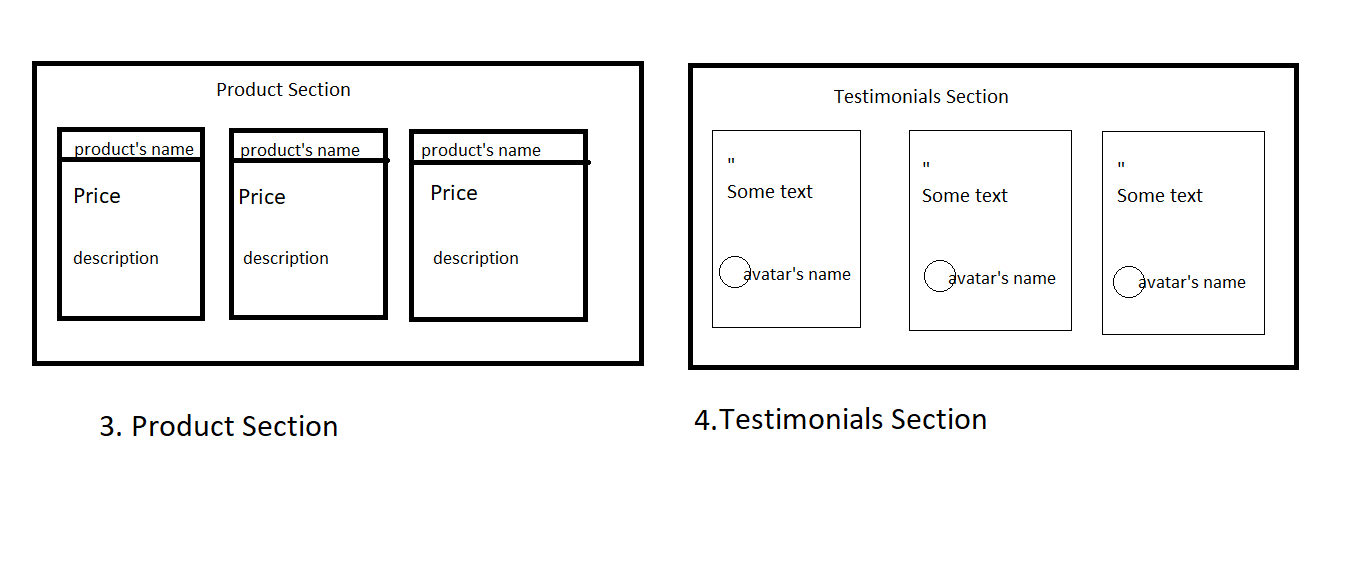 Product Section
product's name
Price
description
product's name
Price
description
product's name
Price
description
3. Product Section
Testimonials Section
"
Some text
avatar's name
"
Some text
avatar's name
"
Some text
avatar's name
4.Testimonials Section